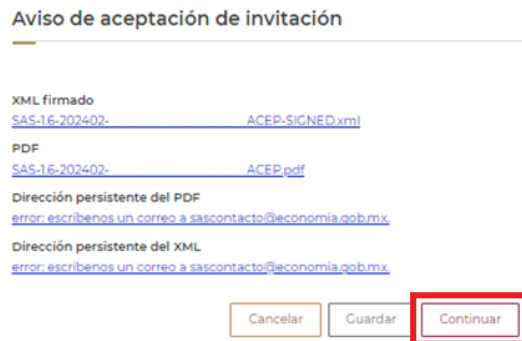 Aviso de aceptación de invitación
XML firmado
SAS-1.6-202402- ACEP-SIGNED.xml
PDF
SAS-1.6-202402- ACEP.pdf
Dirección persistente del PDF
error: escríbenos un correo a sascontacto@economia.gob.mx.
Dirección persistente del XML
error: escríbenos un correo a sascontacto@economia.gob.mx.
Cancelar Guardar Continuar